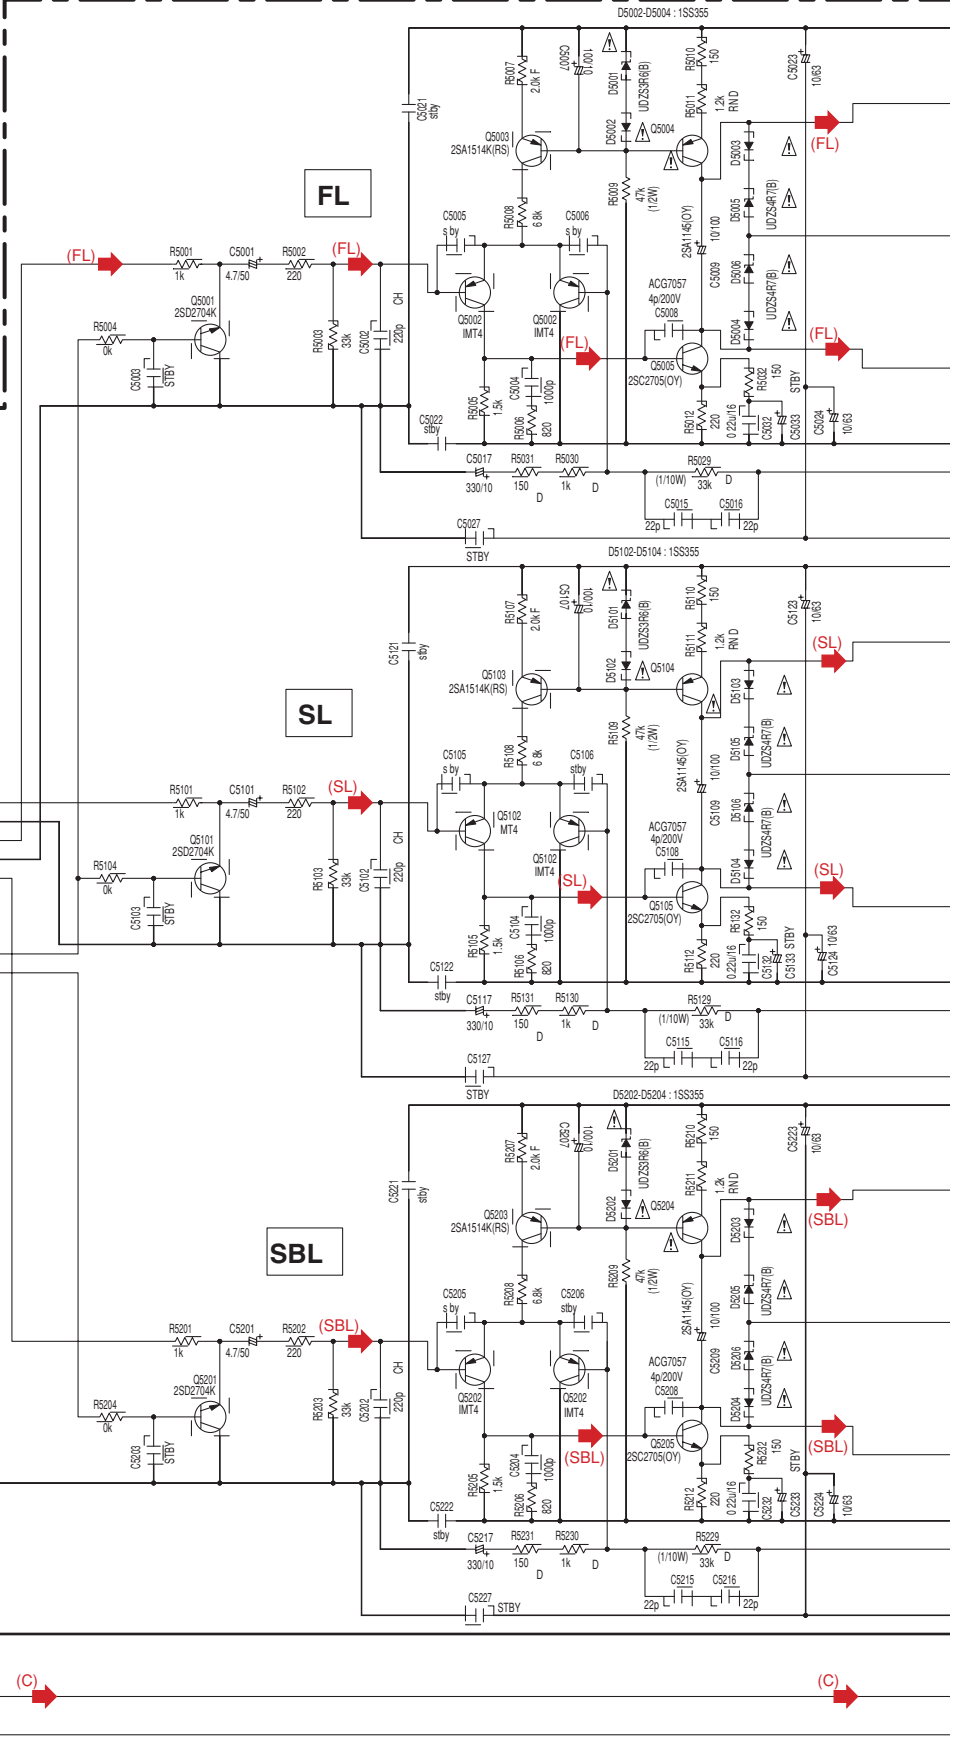 D5002-D5004 : 1SS355
C5021
stby
R5007
2.0k F
C5007
100/10
D5001
UDZS3R6(B)
R5010
150
C5023
10/63
R5011
1.2k
RN D
Q5003
2SA1514K(RS)
D5002
Q5004
D5003
(FL)
FL
R5008
6.8k
R5009
47k
(1/2W)
D5005
UDZS4R7(B)
C5005
s by
C5006
s by
2SA1145(OY)
10/100
C5009
(FL)
R5001
1k
C5001
4.7/50
R5002
220
(FL)
D5006
UDZS4R7(B)
Q5001
2SD2704K
CH
Q5002
IMT4
Q5002
IMT4
ACG7057
4p/200V
C5008
D5004
R5004
0k
R5003
33k
C5002
220p
(FL)
(FL)
C5003
STBY
Q5005
2SC2705(OY)
R5005
1.5k
C5004
1000p
R5006
820
R5032
150
STBY
R5012
220
0 22u/16
C5032
C5033
C5024
10/63
C5022
stby
C5017
330/10
R5031
150
D
R5030
1k
D
R5029
(1/10W)
33k
D
C5015
22p
C5016
22p
C5027
STBY
D5102-D5104 : 1SS355
C5121
stby
R5107
2.0k F
C5107
100/10
D5101
UDZS3R6(B)
R5110
150
C5123
10/63
R5111
1.2k
RN D
Q5103
2SA1514K(RS)
D5102
Q5104
D5103
(SL)
SL
R5108
6 8k
R5109
47k
(1/2W)
D5105
UDZS4R7(B)
C5105
s by
C5106
stby
2SA1145(OY)
10/100
C5109
R5101
1k
C5101
4.7/50
R5102
220
(SL)
D5106
UDZS4R7(B)
Q5101
2SD2704K
CH
Q5102
MT4
Q5102
IMT4
ACG7057
4p/200V
C5108
D5104
R5104
0k
R5103
33k
C5102
220p
(SL)
(SL)
C5103
STBY
Q5105
2SC2705(OY)
R5105
1.5k
C5104
1000p
R5106
820
R5132
150
STBY
R5112
220
0.22u/16
C5132
C5133
C5124
10/63
C5122
stby
C5117
330/10
R5131
150
D
R5130
1k
D
R5129
(1/10W)
33k
D
C5115
22p
C5116
22p
C5127
STBY
D5202-D5204 : 1SS355
C5221
stby
R5207
2.0k F
C5207
100/10
D5201
UDZS3R6(B)
R5210
150
C5223
10/63
R5211
1.2k
RN D
Q5203
2SA1514K(RS)
D5202
Q5204
D5203
(SBL)
SBL
R5208
6.8k
R5209
47k
(1/2W)
D5205
UDZS4R7(B)
C5205
s by
C5206
stby
2SA1145(OY)
10/100
C5209
R5201
1k
C5201
4.7/50
R5202
220
(SBL)
D5206
UDZS4R7(B)
Q5201
2SD2704K
CH
Q5202
IMT4
Q5202
IMT4
ACG7057
4p/200V
C5208
D5204
R5204
0k
R5203
33k
C5202
220p
(SBL)
(SBL)
C5203
STBY
Q5205
2SC2705(OY)
R5205
1.5k
C5204
1000p
R5206
820
R5232
150
STBY
R5212
220
0 22u/16
C5232
C5233
C5224
10/63
C5222
stby
C5217
330/10
R5231
150
D
R5230
1k
D
R5229
(1/10W)
33k
D
C5215
22p
C5216
22p
C5227
STBY
(C)
(C)